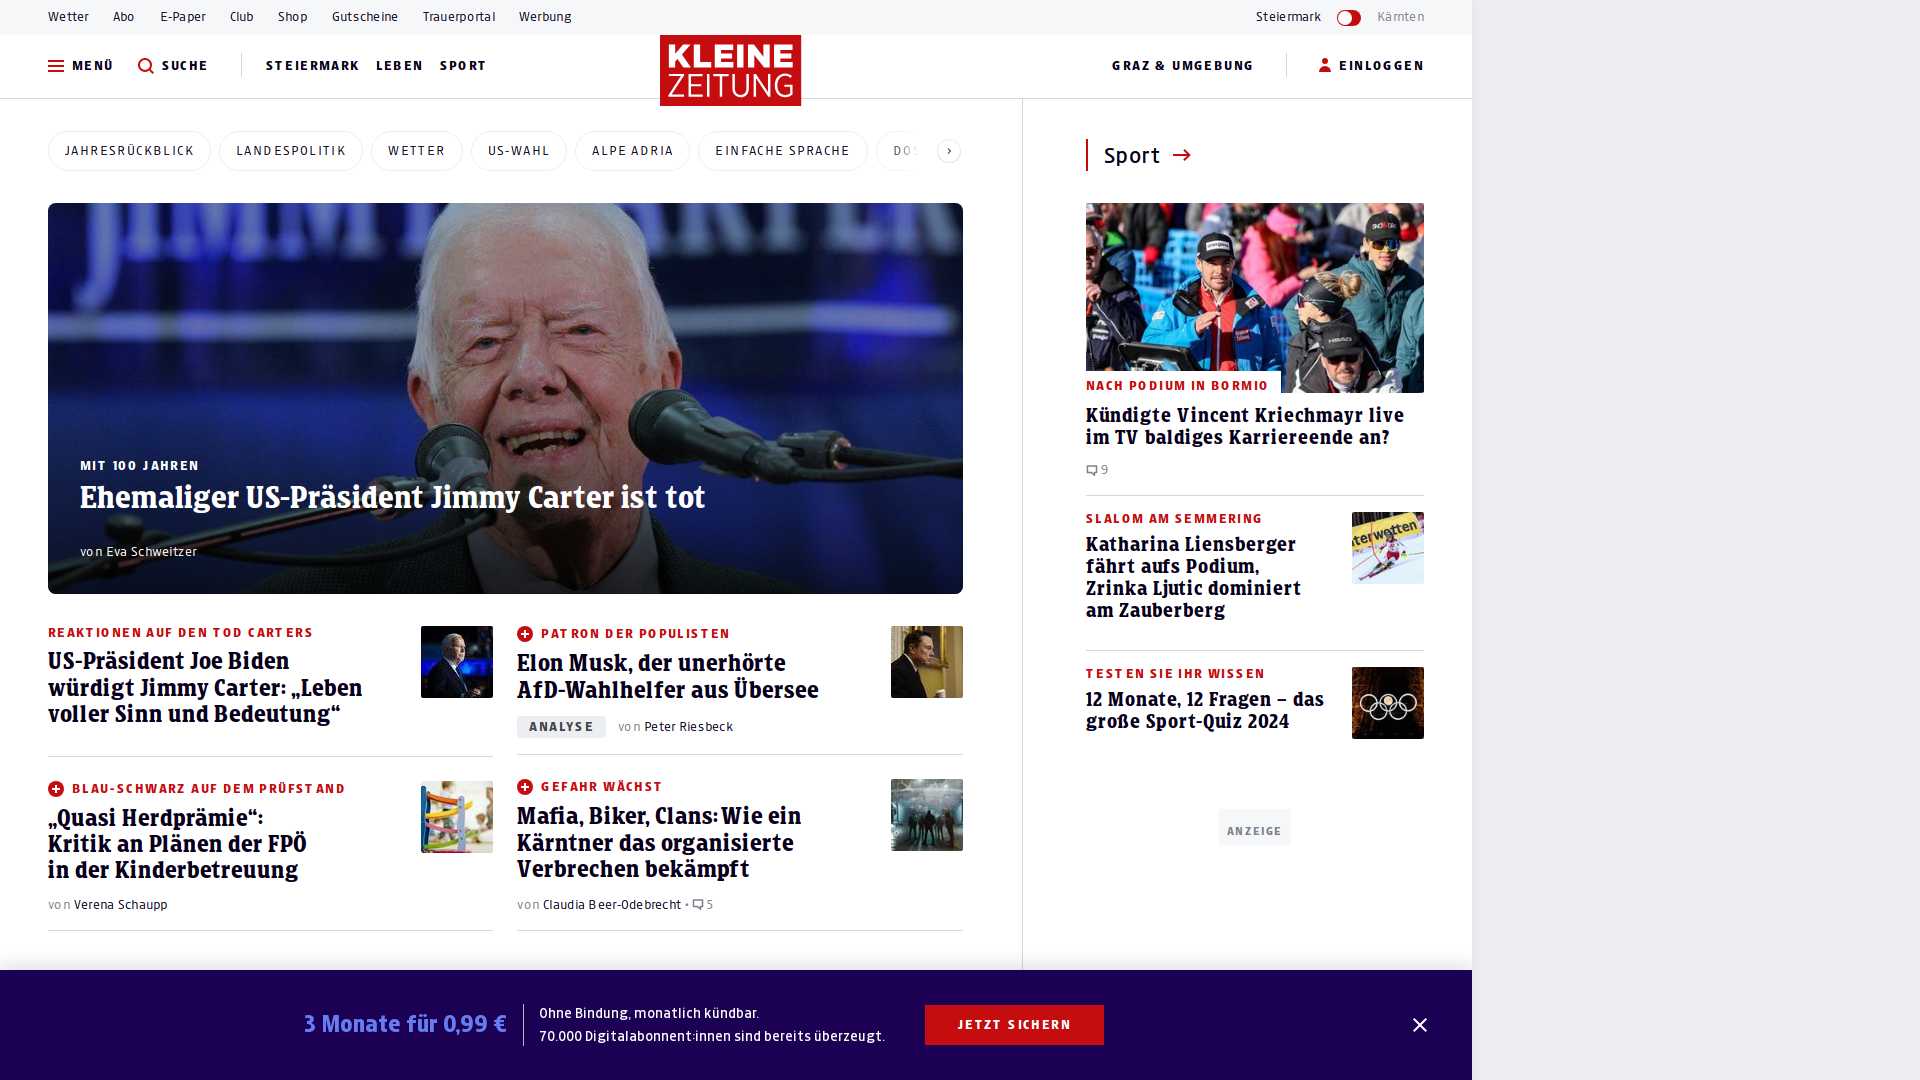 Wetter Abo E-Paper Club Shop Gutscheine Trauerportal Werbung Steiermark Kärnten
MENÜ SUCHE STEIERMARK LEBEN SPORT KLEINE ZEITUNG GRAZ & UMGEBUNG EINLOGGEN
JAHRESRÜCKBLICK LANDESPOLITIK WETTER US-WAHL ALPE ADRIA EINFACHE SPRACHE
MIT 100 JAHREN
Ehemaliger US-Präsident Jimmy Carter ist tot
von Eva Schweitzer
REAKTIONEN AUF DEN TOD CARTERS
US-Präsident Joe Biden
würdigt Jimmy Carter: „Leben
voller Sinn und Bedeutung“
PATRON DER POPULISTEN
Elon Musk, der unerhörte
AfD-Wahlhelfer aus Übersee
ANALYSE von Peter Riesbeck
BLAU-SCHWARZ AUF DEM PRÜFSTAND
„Quasi Herdprämie“:
Kritik an Plänen der FPÖ
in der Kinderbetreuung
von Verena Schaupp
GEFAHR WÄCHST
Mafia, Biker, Clans: Wie ein
Kärntner das organisierte
Verbrechen bekämpft
von Claudia Beer-Odebrecht • 5
Sport
NACH PODIUM IN BORMIO
Kündigte Vincent Kriechmayr live
im TV baldiges Karriereende an?
9
SLALOM AM SEMMERING
Katharina Liensberger
fährt aufs Podium,
Zrinka Ljutic dominiert
am Zauberberg
TESTEN SIE IHR WISSEN
12 Monate, 12 Fragen – das
große Sport-Quiz 2024
ANZEIGE
3 Monate für 0,99 €
Ohne Bindung, monatlich kündbar.
70.000 Digitalabonnent:innen sind bereits überzeugt.
JETZT SICHERN